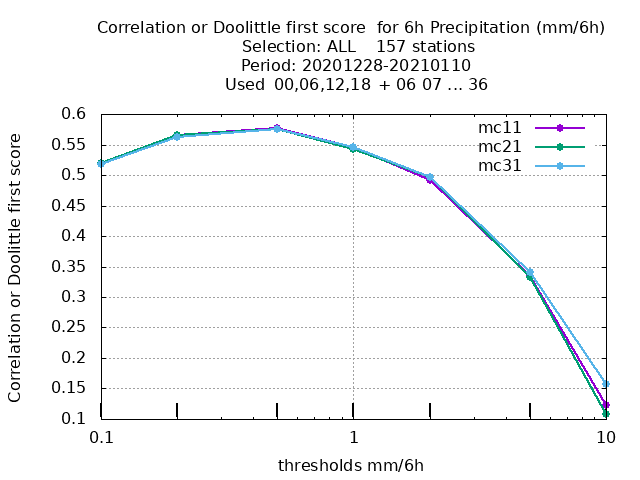 Correlation or Doolittle first score  for 6h Precipitation (mm/6h)
Selection: ALL    157 stations
Period: 20201228-20210110
Used  00,06,12,18  + 06 07 ... 36
mc11
mc21
mc31
0.6
0.55
0.5
0.45
0.4
0.35
0.3
0.25
0.2
0.15
0.1
Correlation or Doolittle first score
0.1 1 10
thresholds mm/6h